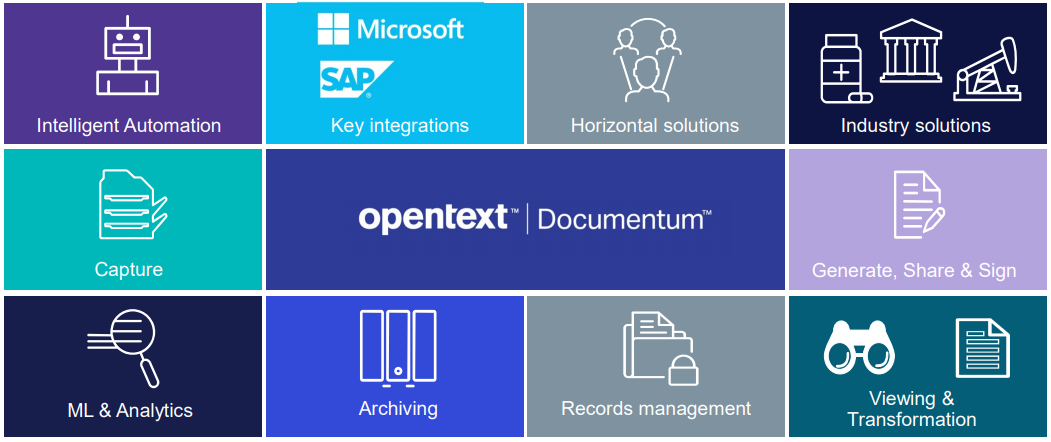 Microsoft
SAP®
Intelligent Automation
Key integrations
Horizontal solutions
Industry solutions
Capture
opentext™ | Documentum™
Generate, Share & Sign
ML & Analytics
Archiving
Records management
Viewing &
Transformation